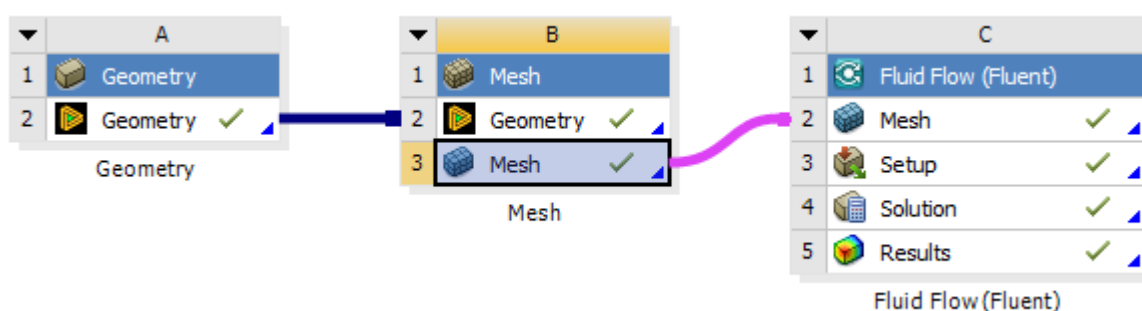 A
1 Geometry
2 Geometry
Geometry
B
1 Mesh
2 Geometry
3 Mesh
Mesh
C
1 Fluid Flow (Fluent)
2 Mesh
3 Setup
4 Solution
5 Results
Fluid Flow (Fluent)